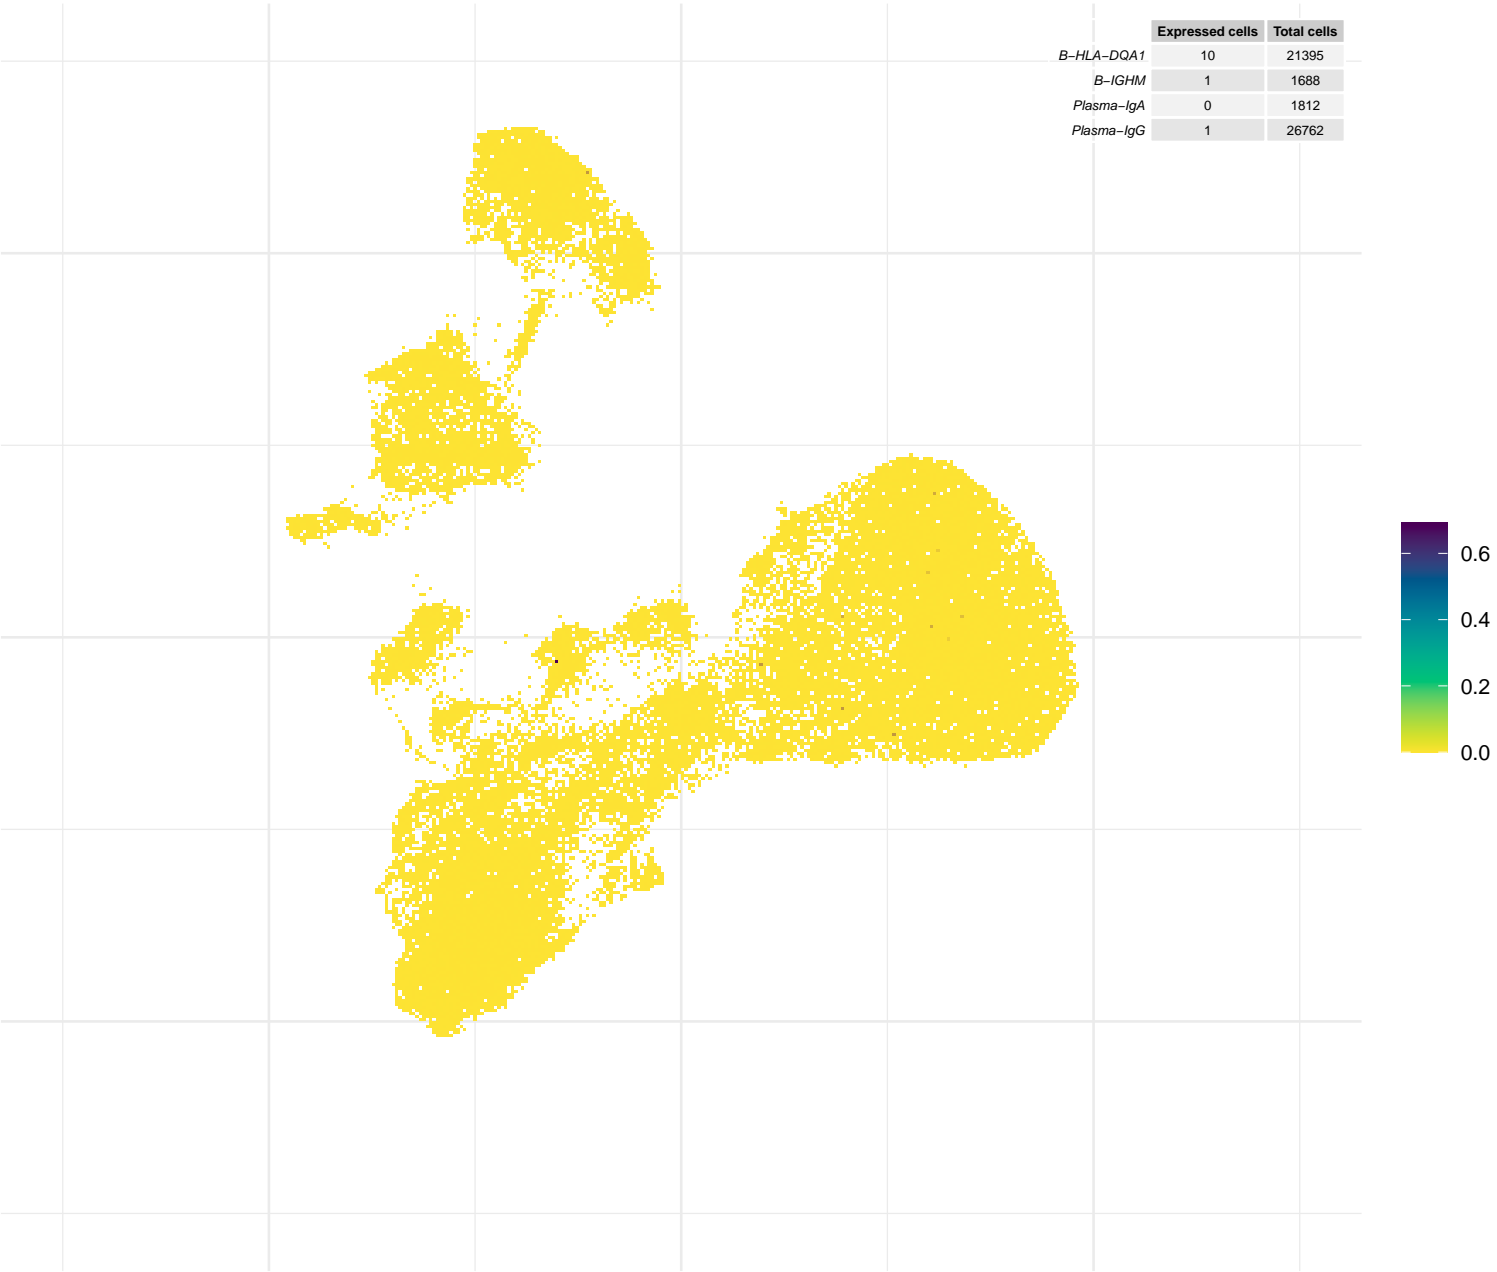 Expressed cells Total cells
B−HLA−DQA1 10 21395
B−IGHM 1 1688
Plasma−IgA 0 1812
Plasma−IgG 1 26762
0.6
0.4
0.2
0.0